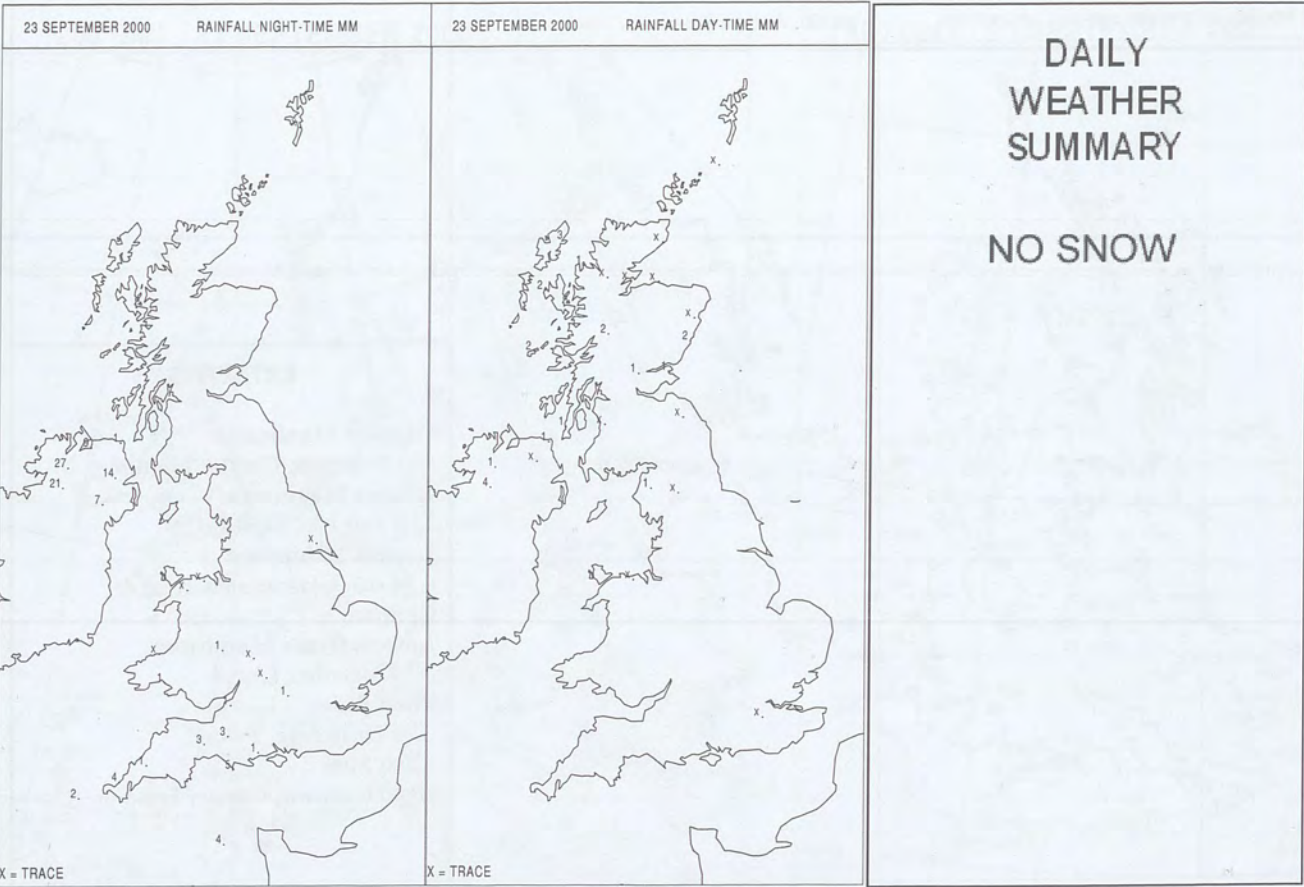 23 SEPTEMBER 2000 RAINFALL NIGHT-TIME MM
27.
21.
14
7.
X.
X
1.
X.
X.
1.
3.
3.
1.
4
2.
4.
X = TRACE
23 SEPTEMBER 2000 RAINFALL DAY-TIME MM
X.
X
2.
X.
2.
2
2
1.
X.
1.
X.
4.
1.
X.
X.
X = TRACE
DAILY
WEATHER
SUMMARY
NO SNOW